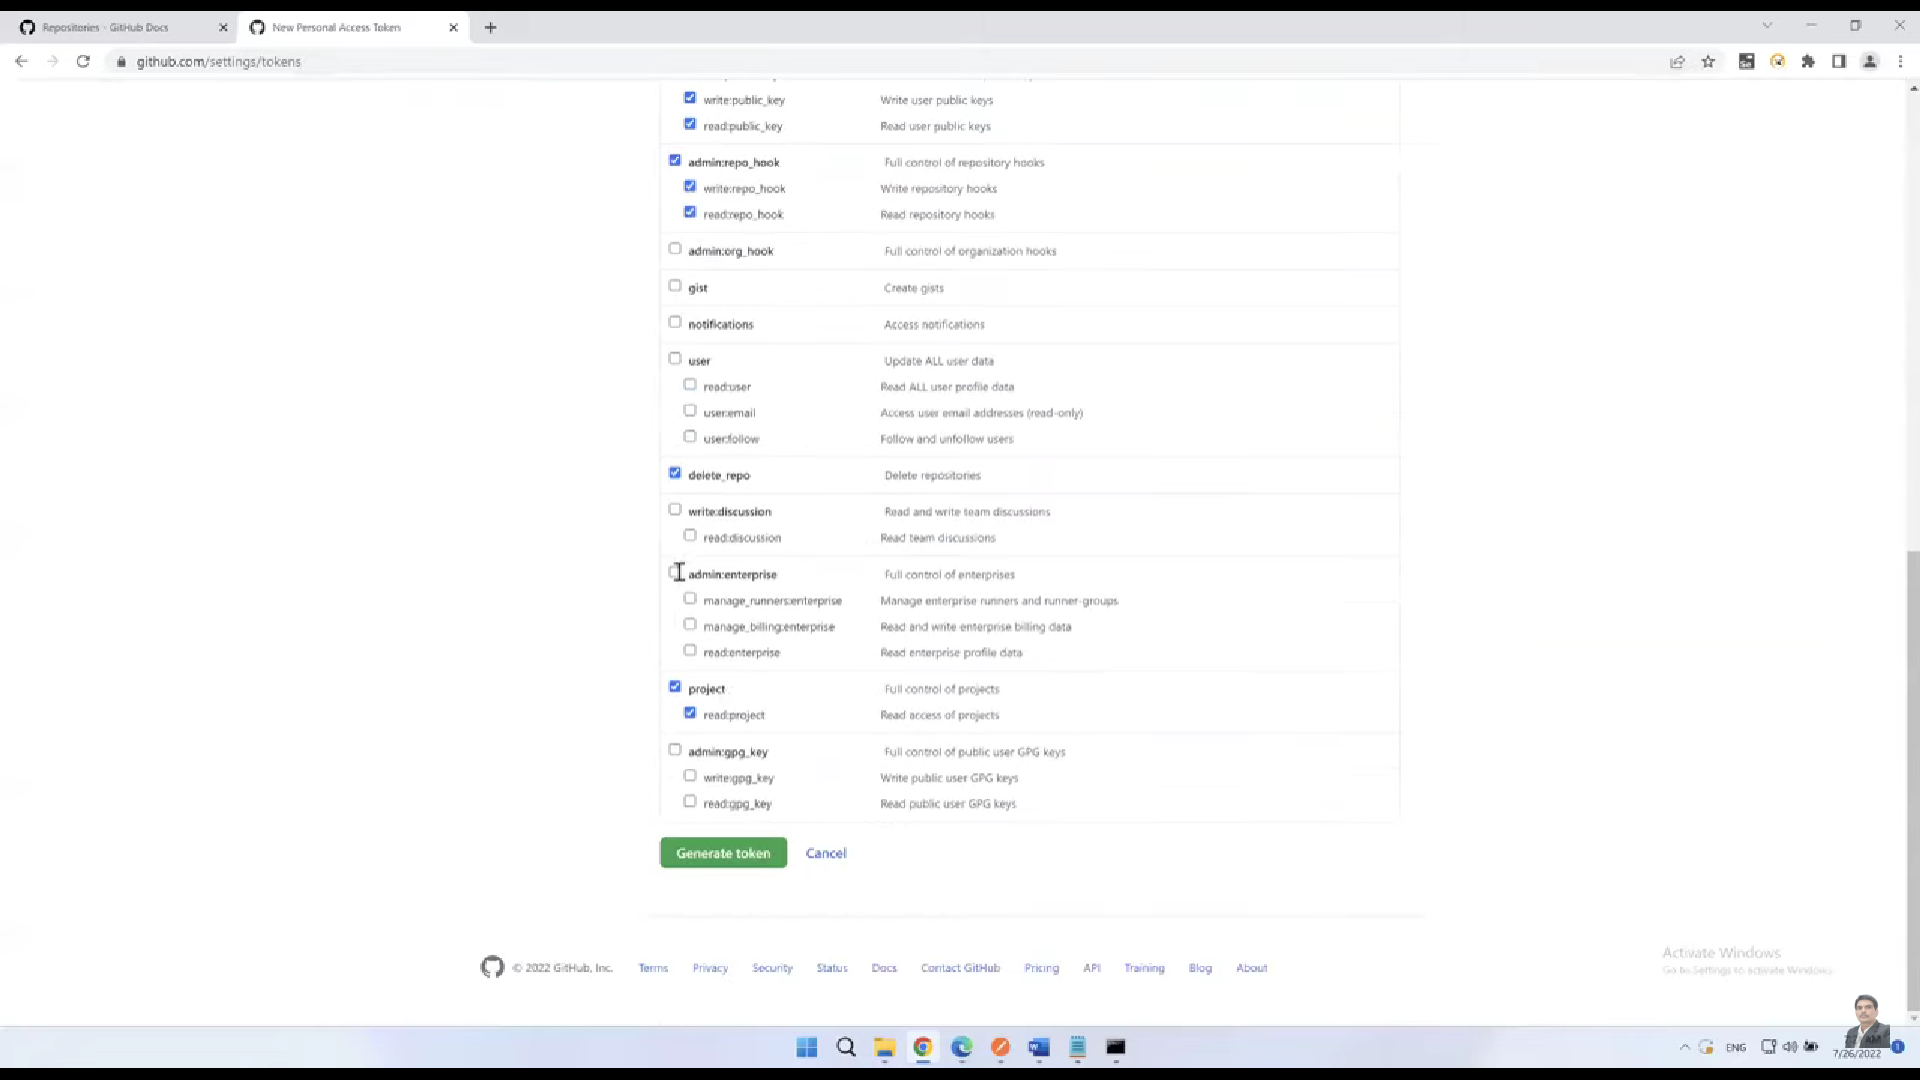 Repositories - GitHub Docs
New Personal Access Token
github.com/settings/tokens
write:public_key Write user public keys
read:public_key Read user public keys
admin:repo_hook Full control of repository hooks
write:repo_hook Write repository hooks
read:repo_hook Read repository hooks
admin:org_hook Full control of organization hooks
gist Create gists
notifications Access notifications
user Update ALL user data
read:user Read ALL user profile data
user:email Access user email addresses (read-only)
user:follow Follow and unfollow users
delete_repo Delete repositories
write:discussion Read and write team discussions
read:discussion Read team discussions
admin:enterprise Full control of enterprises
manage_runners:enterprise Manage enterprise runners and runner-groups
manage_billing:enterprise Read and write enterprise billing data
read:enterprise Read enterprise profile data
project Full control of projects
read:project Read access of projects
admin:gpg_key Full control of public user GPG keys
write:gpg_key Write public user GPG keys
read:gpg_key Read public user GPG keys
Generate token Cancel
Activate Windows
Go to Settings to activate Windows.
© 2022 GitHub, Inc. Terms Privacy Security Status Docs Contact GitHub Pricing API Training Blog About
ENG
AM
7/26/2022
1